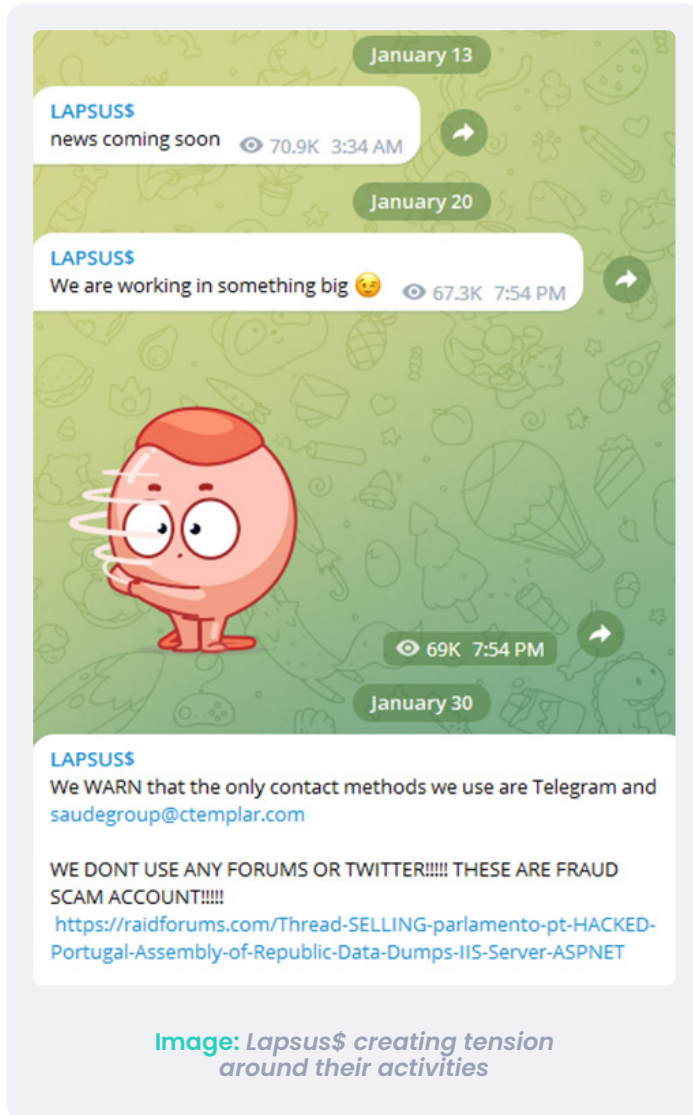 January 13
LAPSUS$
news coming soon 70.9K 3:34 AM
January 20
LAPSUS$
We are working in something big 😉 67.3K 7:54 PM
69K 7:54 PM
January 30
LAPSUS$
We WARN that the only contact methods we use are Telegram and
saudegroup@ctemplar.com
WE DONT USE ANY FORUMS OR TWITTER!!!!! THESE ARE FRAUD
SCAM ACCOUNT!!!!!
https://raidforums.com/Thread-SELLING-parlamento-pt-HACKED-
Portugal-Assembly-of-Republic-Data-Dumps-IIS-Server-ASPNET
Image: Lapsus$ creating tension
around their activities